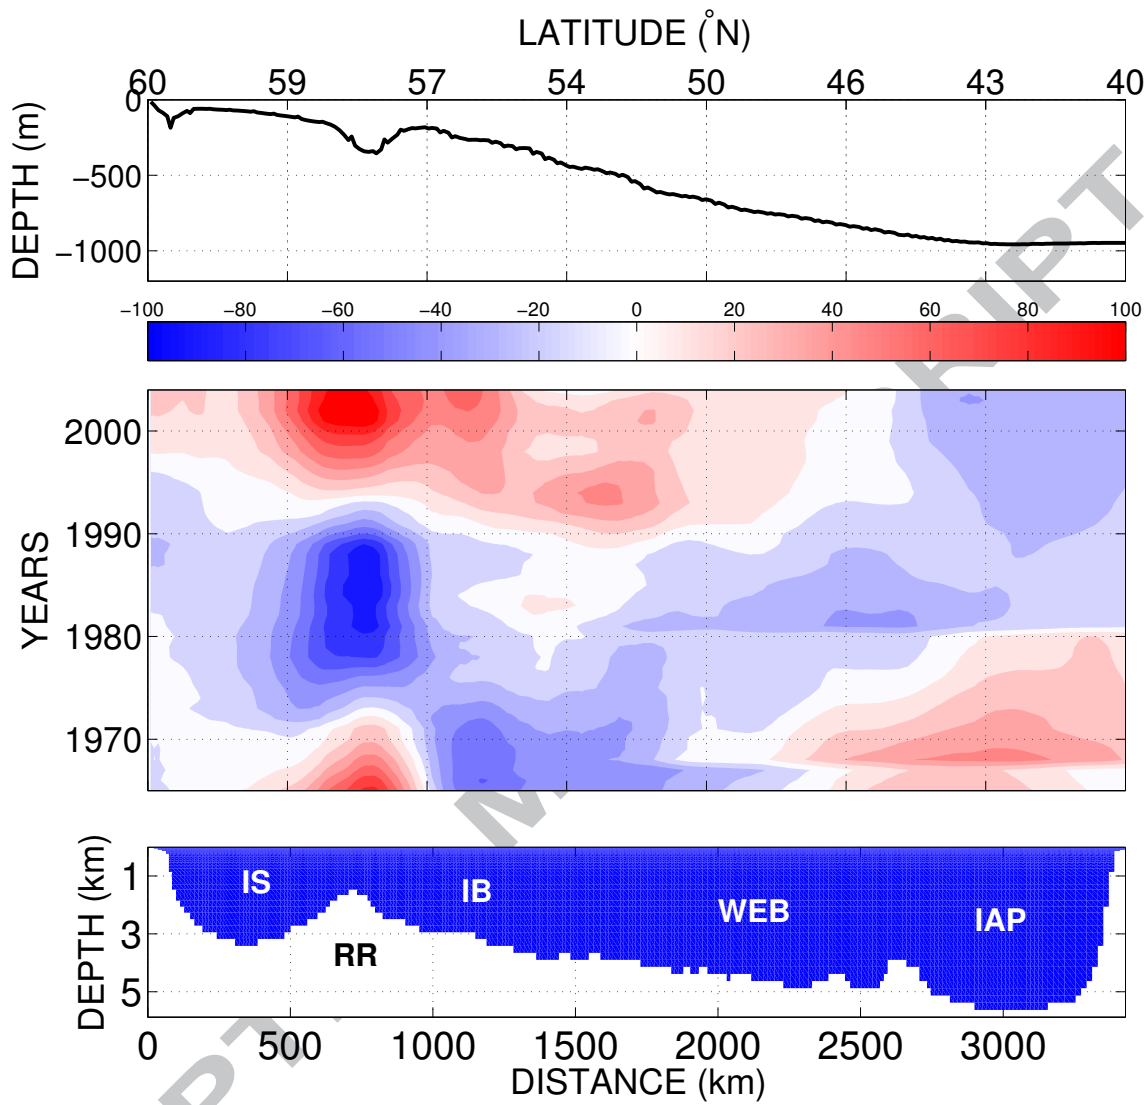 LATITUDE (°N)
60 59 57 54 50 46 43 40
DEPTH (m)
0
−500
−1000
−100 −80 −60 −40 −20 0 20 40 60 80 100
YEARS
2000
1990
1980
1970
DEPTH (km)
1
3
5
IS
IB
WEB
IAP
RR
0 500 1000 1500 2000 2500 3000
DISTANCE (km)